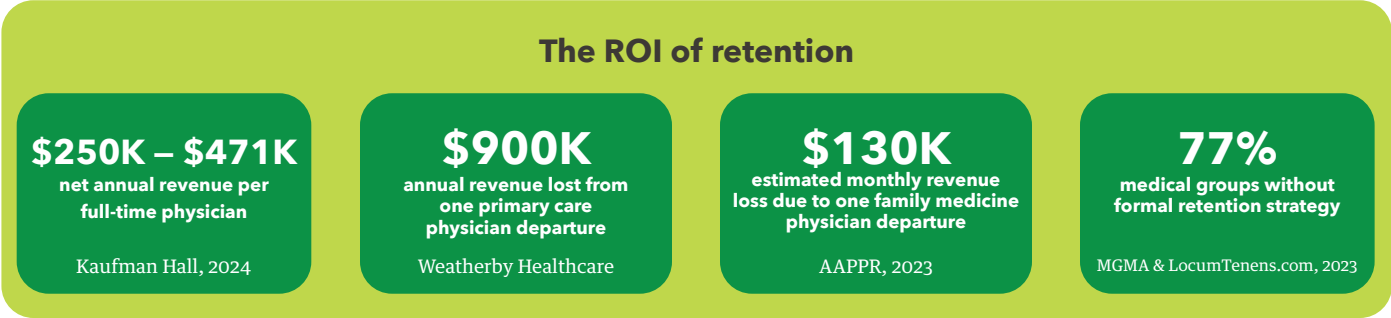 The ROI of retention
$250K – $471K
net annual revenue per
full-time physician
Kaufman Hall, 2024
$900K
annual revenue lost from
one primary care
physician departure
Weatherby Healthcare
$130K
estimated monthly revenue
loss due to one family medicine
physician departure
AAPPR, 2023
77%
medical groups without
formal retention strategy
MGMA & LocumTenens.com, 2023